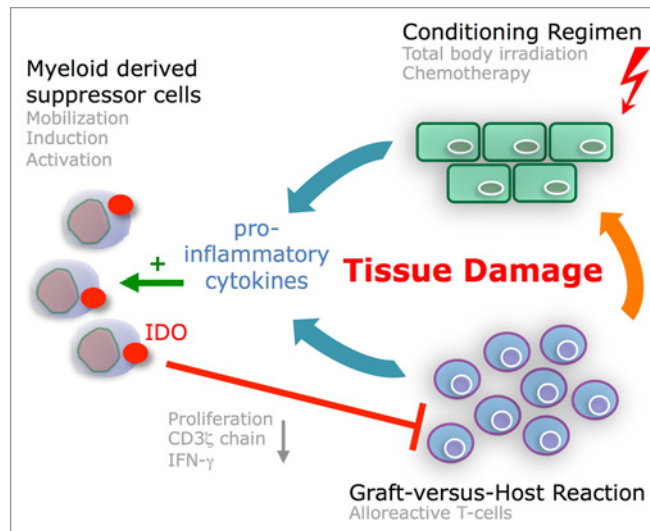 Conditioning Regimen
Total body irradiation
Chemotherapy
Myeloid derived
suppressor cells
Mobilization
Induction
Activation
pro-
inflammatory
cytokines
+
Tissue Damage
IDO
Proliferation
CD3ζ chain
IFN-γ
Graft-versus-Host Reaction
Alloreactive T-cells